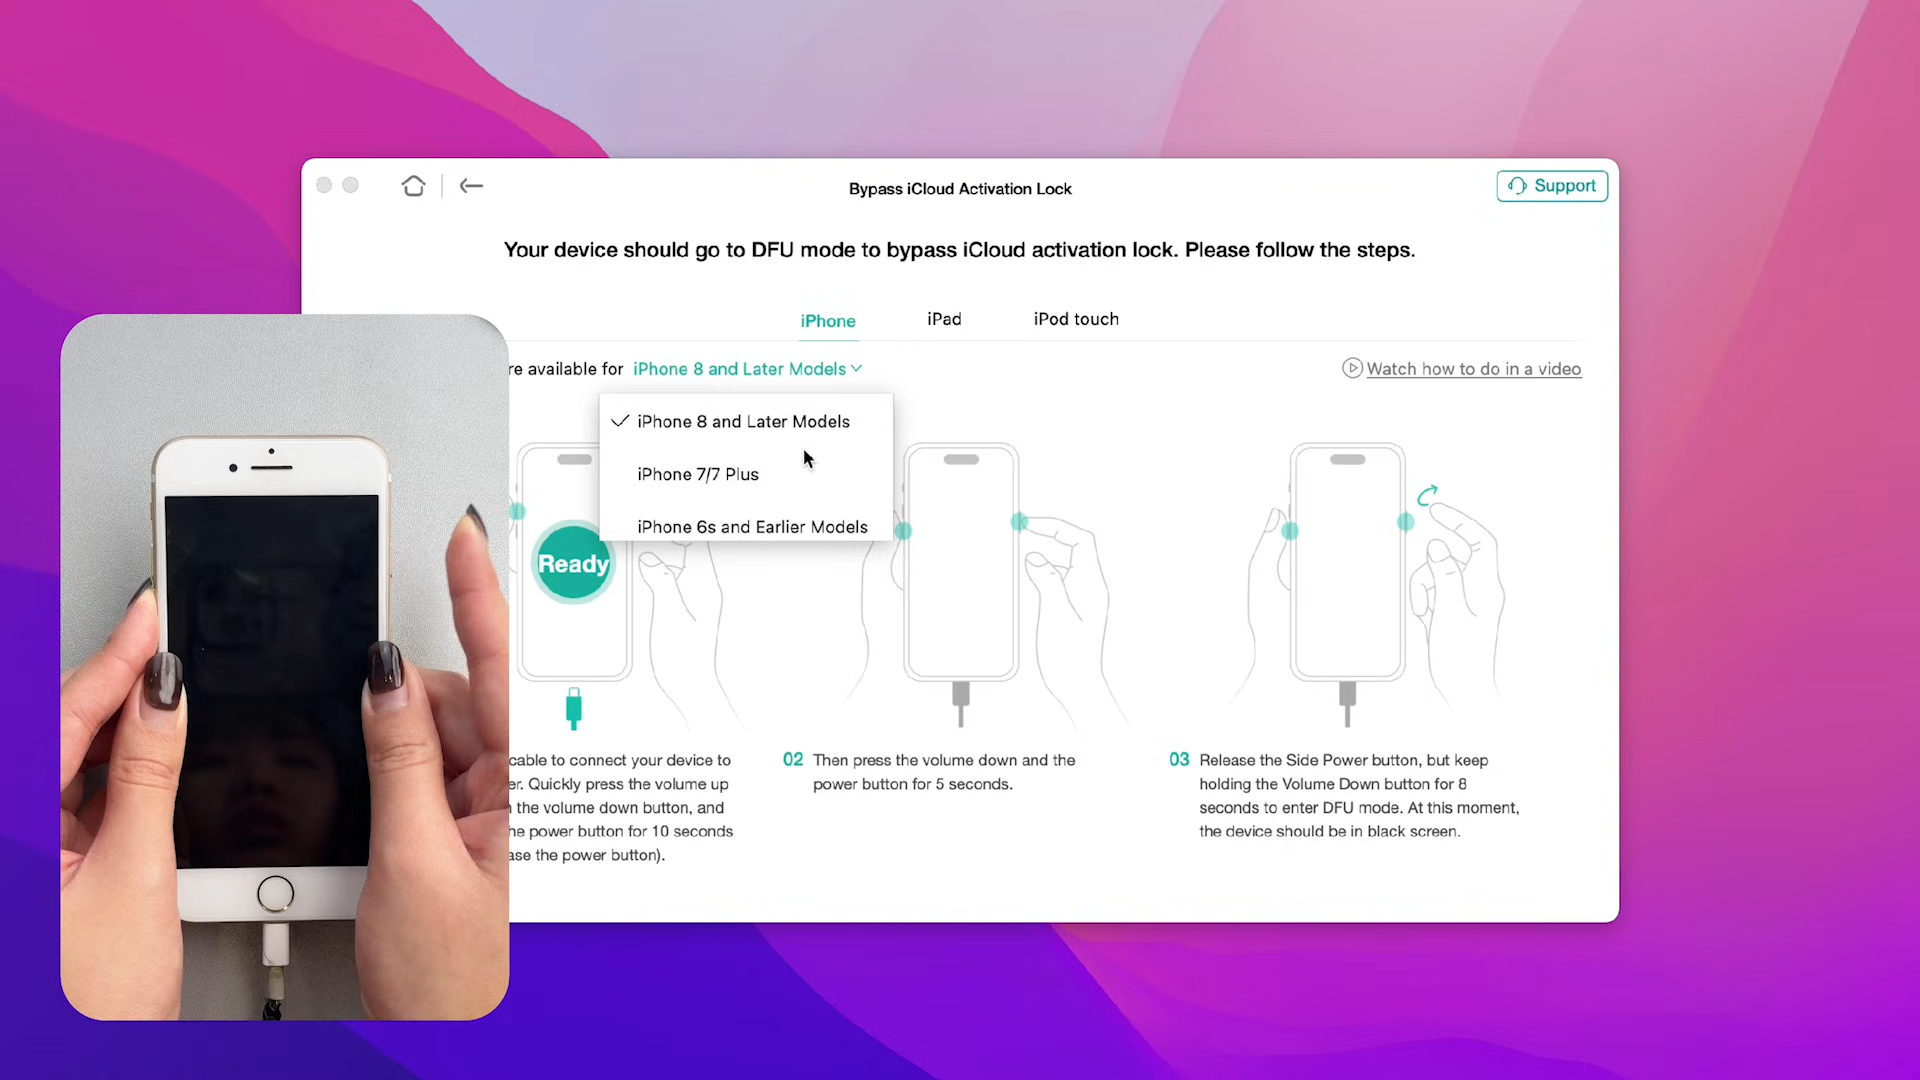 Bypass iCloud Activation Lock
Support
Your device should go to DFU mode to bypass iCloud activation lock. Please follow the steps.
iPhone
iPad
iPod touch
re available for iPhone 8 and Later Models
Watch how to do in a video
iPhone 8 and Later Models
iPhone 7/7 Plus
iPhone 6s and Earlier Models
Ready
cable to connect your device to
er. Quickly press the volume up
the volume down button, and
he power button for 10 seconds
ase the power button).
02 Then press the volume down and the
power button for 5 seconds.
03 Release the Side Power button, but keep
holding the Volume Down button for 8
seconds to enter DFU mode. At this moment,
the device should be in black screen.